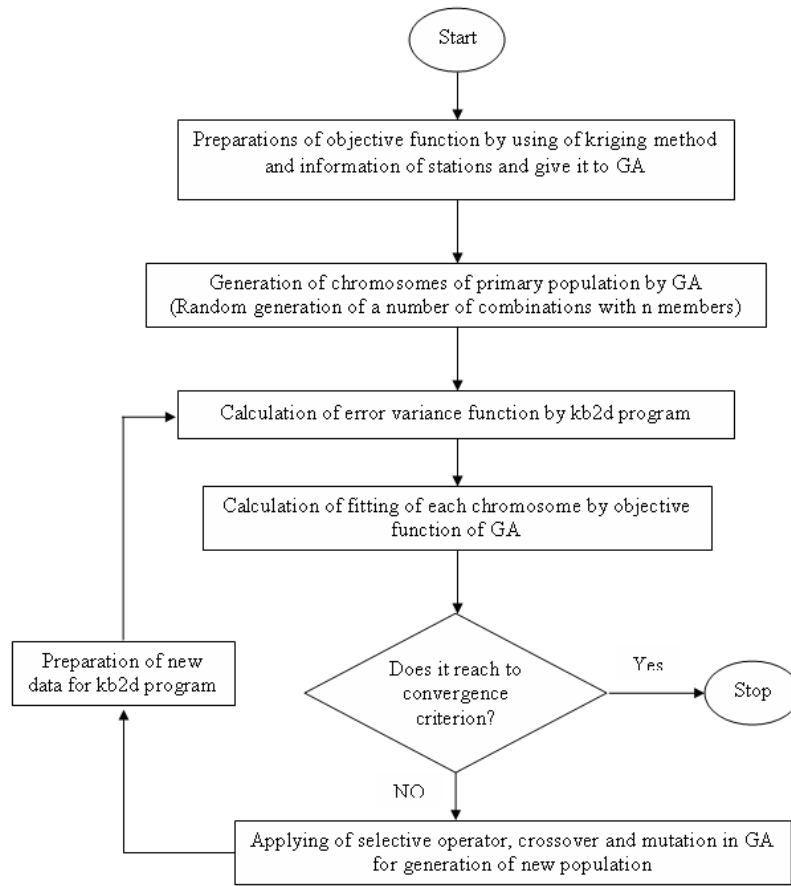 Start
Preparations of objective function by using of kriging method
and information of stations and give it to GA
Generation of chromosomes of primary population by GA
(Random generation of a number of combinations with n members)
Calculation of error variance function by kb2d program
Calculation of fitting of each chromosome by objective
function of GA
Does it reach to
convergence
criterion?
Yes
Stop
NO
Applying of selective operator, crossover and mutation in GA
for generation of new population
Preparation of new
data for kb2d program